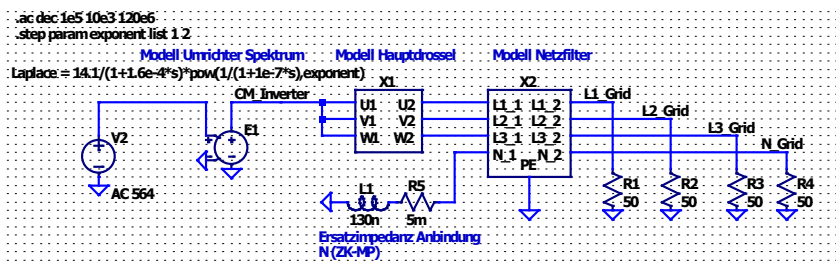 .ac dec 1e5 10e3 120e6
.step param exponent list 1 2
Modell Umrichter Spektrum
Modell Hauptdrossel
Modell Netzfilter
Laplace = 14.1/(1+1.6e-4*s)*pow(1/(1+1e-7*s),exponent)
CM_Inverter
X1
X2
L1_Grid
U1 U2
V1 V2
W1 W2
L1_1 L1_2
L2_1 L2_2
L3_1 L3_2
N_1 N_2
PE
L2_Grid
L3_Grid
N_Grid
V2
AC 564
E1
L1
130n
R5
5m
R1
50
R2
50
R3
50
R4
50
Ersatzimpedanz Anbindung
N (ZK-MP)